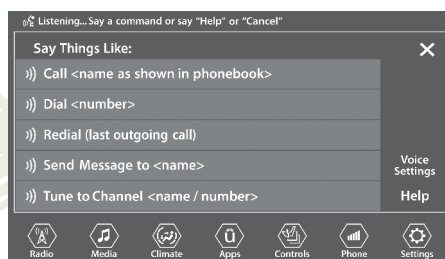 Listening... Say a command or say “Help” or “Cancel”
Say Things Like:
Call <name as shown in phonebook>
Dial <number>
Redial (last outgoing call)
Send Message to <name>
Voice Settings
Tune to Channel <name / number>
Help
Radio Media Climate Apps Controls Phone Settings